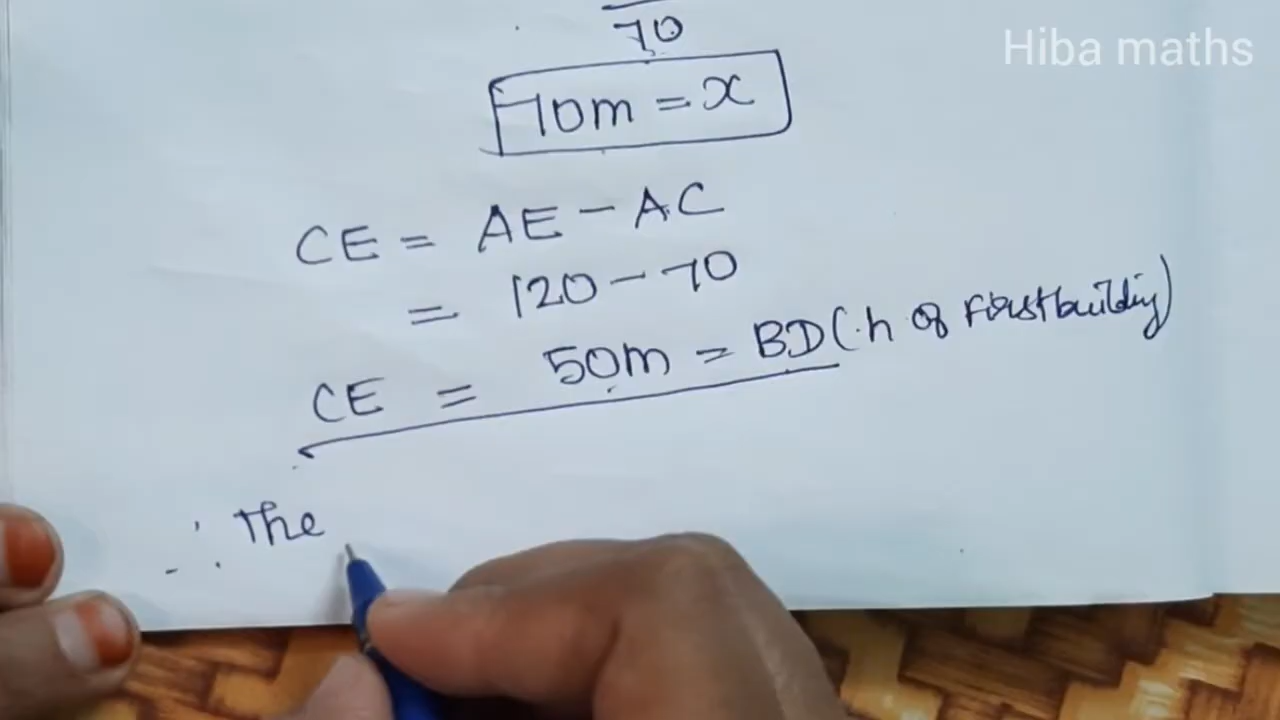 Hiba maths
70
70m = x
CE = AE - AC
= 120 - 70
CE = 50m = BD (h of First building)
∴ The